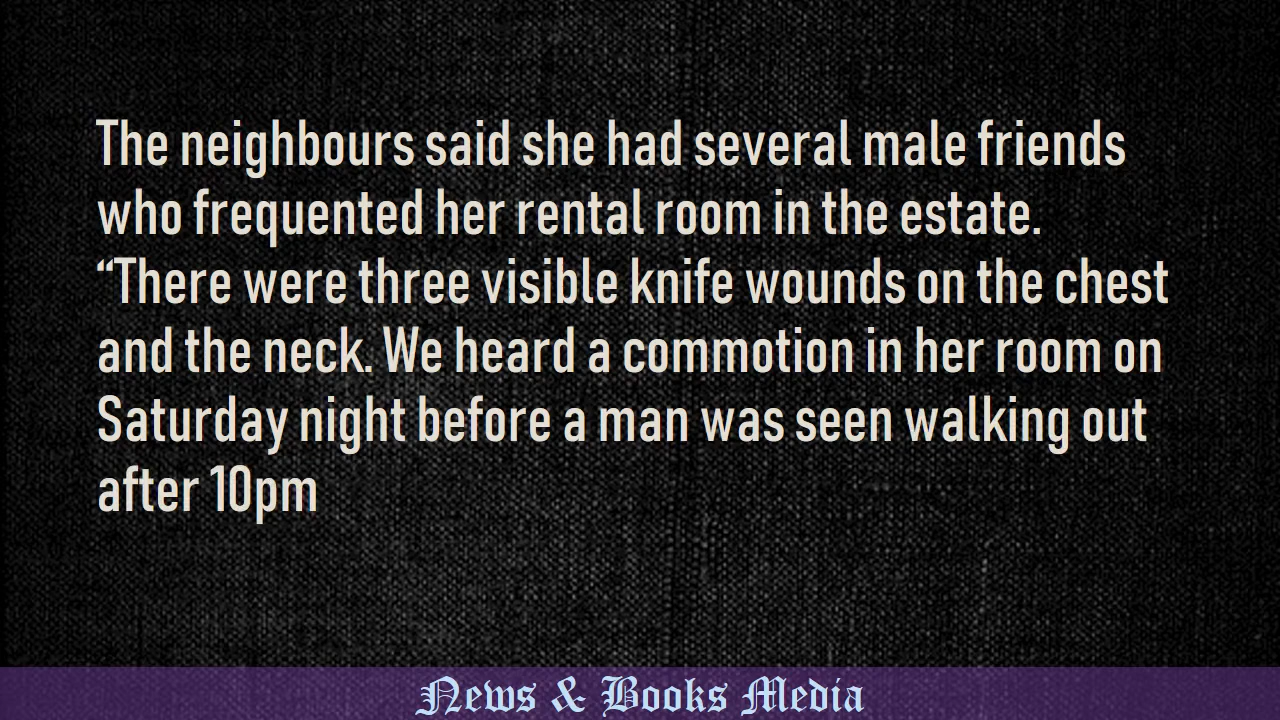 The neighbours said she had several male friends
who frequented her rental room in the estate.
“There were three visible knife wounds on the chest
and the neck. We heard a commotion in her room on
Saturday night before a man was seen walking out
after 10pm
News & Books Media